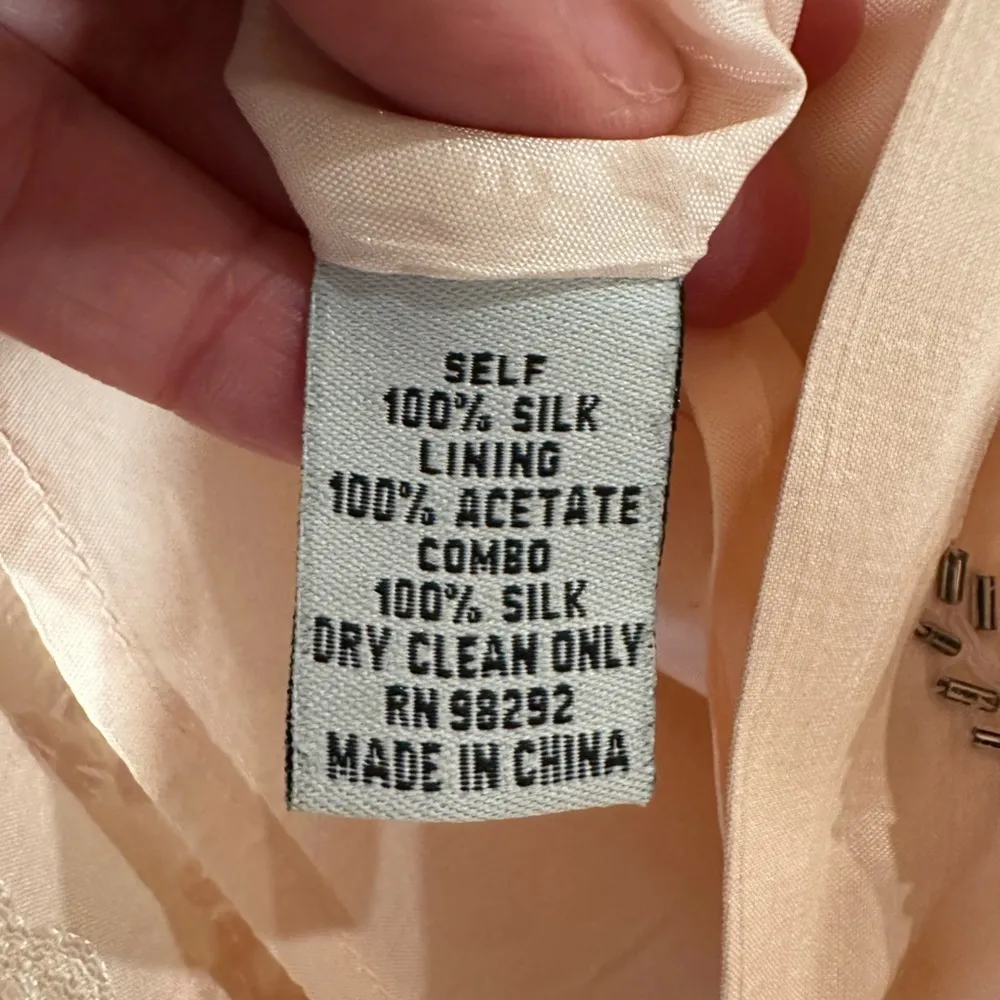 SELF
100% SILK
LINING
100% ACETATE
COMBO
100% SILK
DRY CLEAN ONLY
RN 98292
MADE IN CHINA